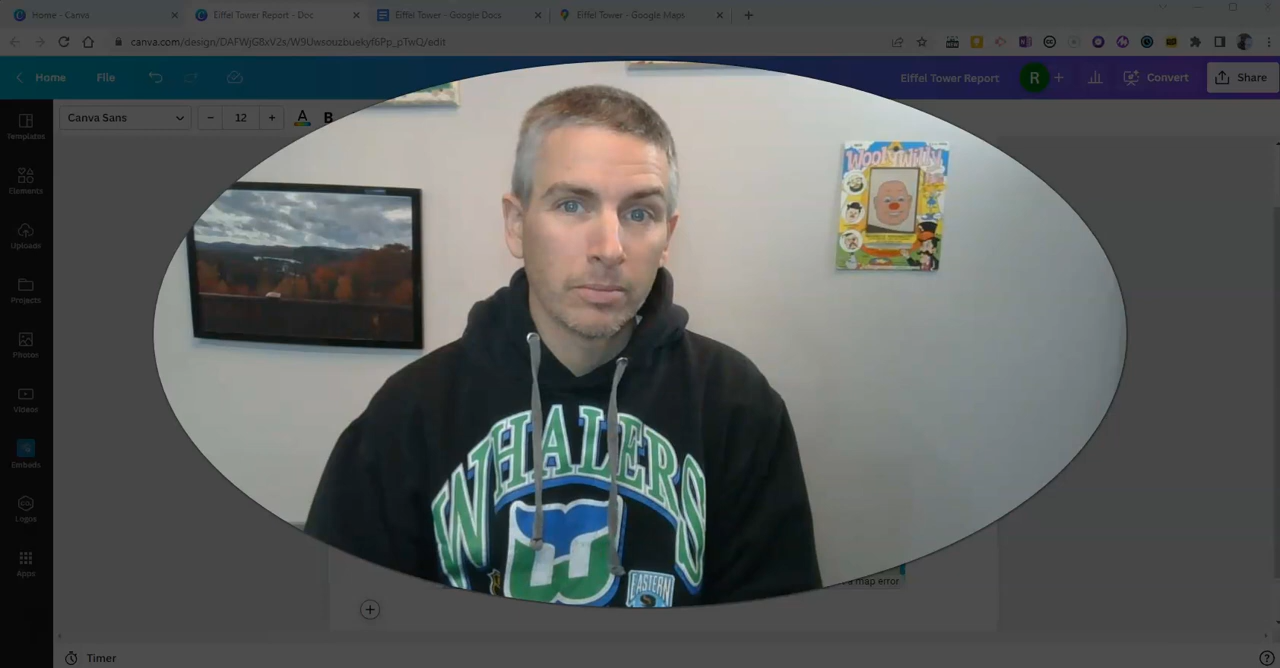 Home - Canva
Eiffel Tower Report - Doc
Eiffel Tower - Google Docs
Eiffel Tower - Google Maps
canva.com/design/DAFWjG8xV2s/W9Uwsouzbuekyf6Pp_pTwQ/edit
Home
File
Eiffel Tower Report
R
Convert
Share
Canva Sans
12
A
B
Templates
Elements
Uploads
Projects
Photos
Videos
Embeds
Logos
Apps
Wooly Willy
WHALERS
EASTERN
a map error
Timer